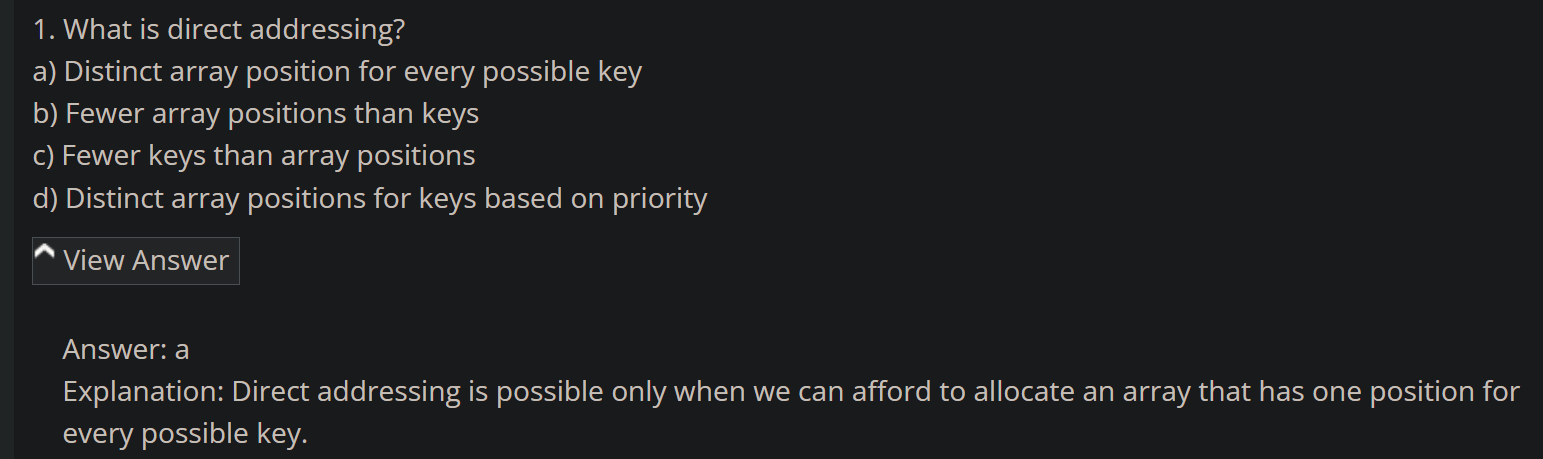 1. What is direct addressing?
a) Distinct array position for every possible key
b) Fewer array positions than keys
c) Fewer keys than array positions
d) Distinct array positions for keys based on priority
View Answer
Answer: a
Explanation: Direct addressing is possible only when we can afford to allocate an array that has one position for
every possible key.